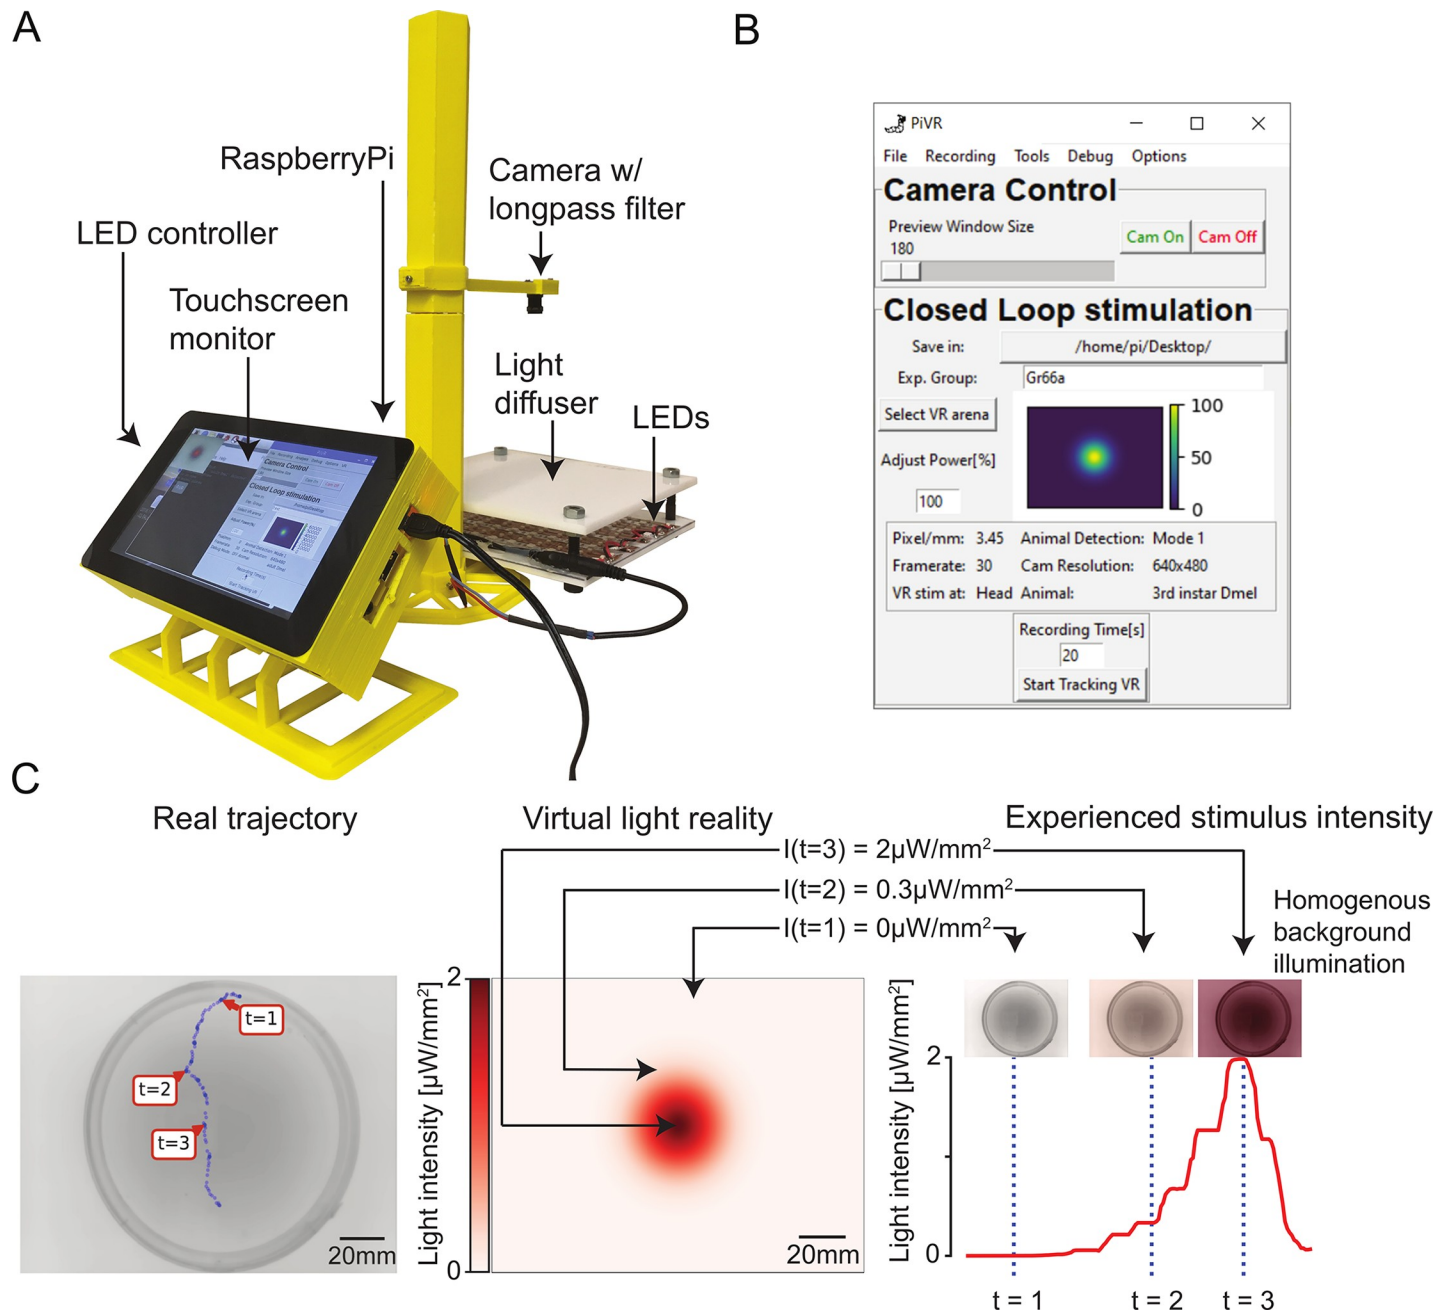 A
RaspberryPi
Camera w/
longpass filter
LED controller
Touchscreen
monitor
Light
diffuser
LEDs
Camera Control
Closed Loop stimulation
B
PiVR
File Recording Tools Debug Options
Camera Control
Preview Window Size
180
Cam On Cam Off
Closed Loop stimulation
Save in: /home/pi/Desktop/
Exp. Group: Gr66a
Select VR arena
100
50
0
Adjust Power[%]
100
Pixel/mm: 3.45 Animal Detection: Mode 1
Framerate: 30 Cam Resolution: 640x480
VR stim at: Head Animal: 3rd instar Dmel
Recording Time[s]
20
Start Tracking VR
C
Real trajectory
t=1
t=2
t=3
20mm
Virtual light reality
I(t=3) = 2µW/mm²
I(t=2) = 0.3µW/mm²
I(t=1) = 0µW/mm²
Light intensity [µW/mm²]
2
0
20mm
Experienced stimulus intensity
Homogenous
background
illumination
Light intensity [µW/mm²]
2
0
t = 1 t = 2 t = 3